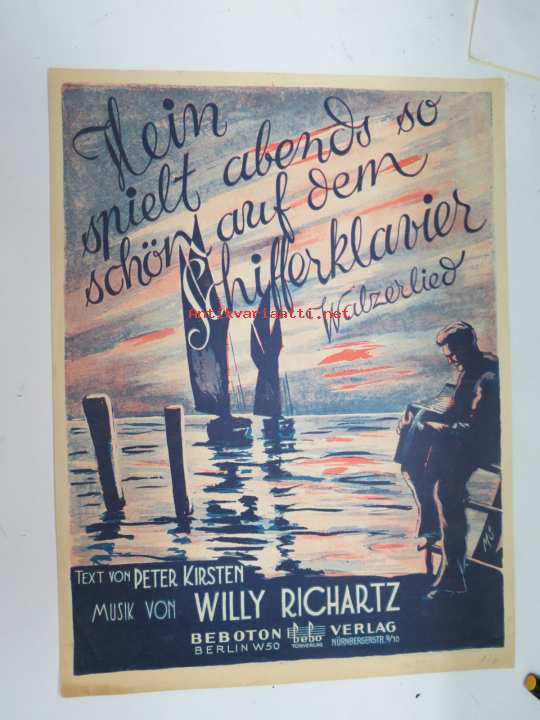 Hein
spielt abends so
schön auf dem
Schifferklavier
Walzerlied
Antikvariaatti.net
TEXT VON PETER KIRSTEN
MUSIK VON WILLY RICHARTZ
BEBOTON bebo VERLAG
BERLIN W50 TONVERLAG NÜRNBERGERSTR. 9/10